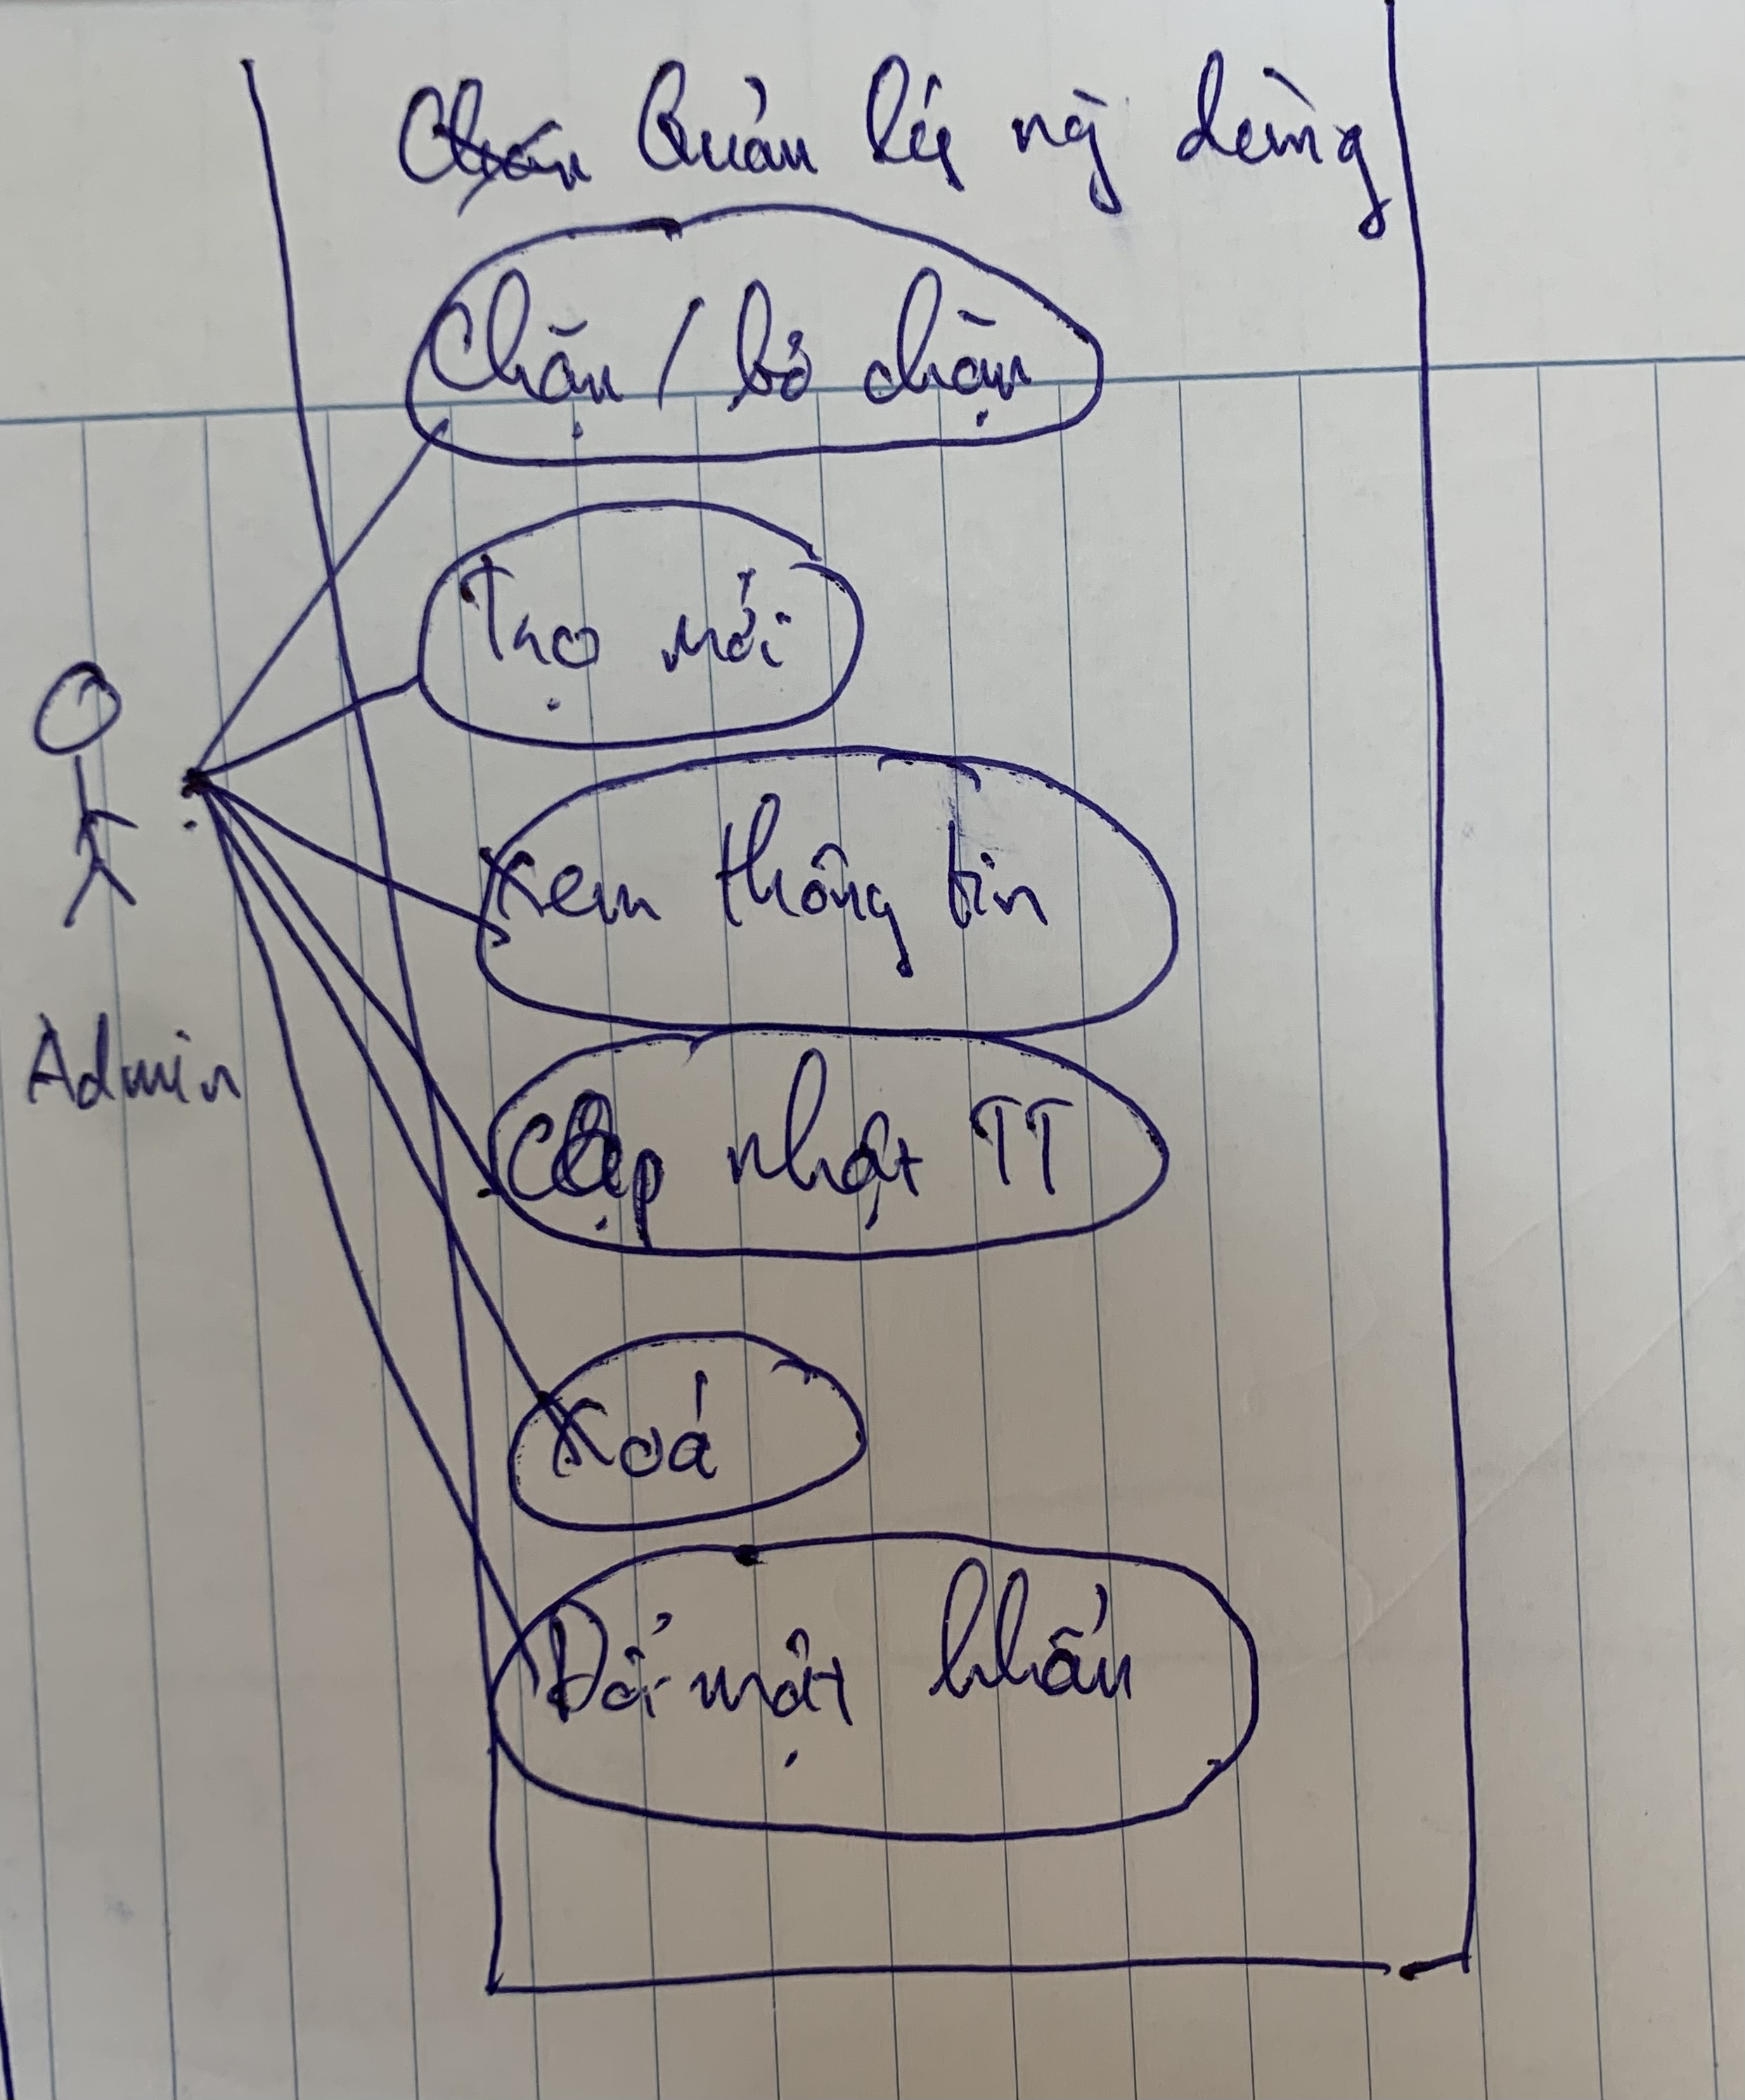 Quản lý ng dùng
Chặn / bỏ chặn
Tạo mới
Xem thông tin
Admin
Cập nhật TT
Xoá
Đổi mật khẩu